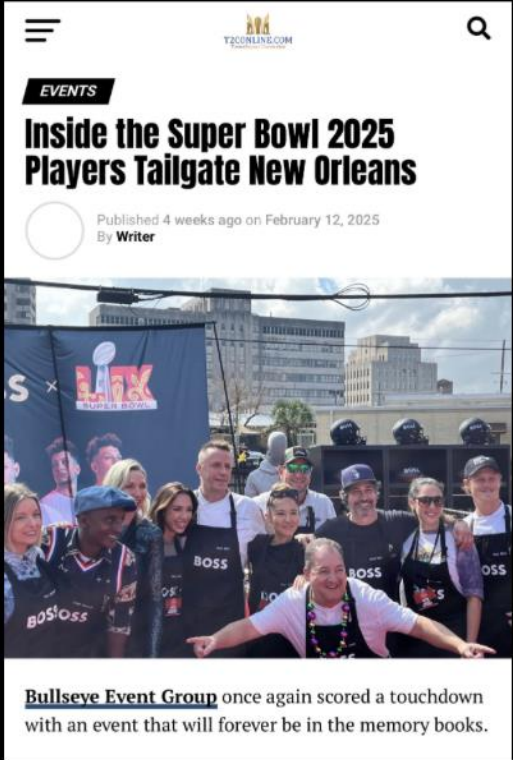 T2CONLINE.COM
EVENTS
Inside the Super Bowl 2025
Players Tailgate New Orleans
Published 4 weeks ago on February 12, 2025
By Writer
S × LIX
SUPER BOWL
BOSS
BOSS
BOSS
BOSS
OSS
Bullseye Event Group once again scored a touchdown
with an event that will forever be in the memory books.